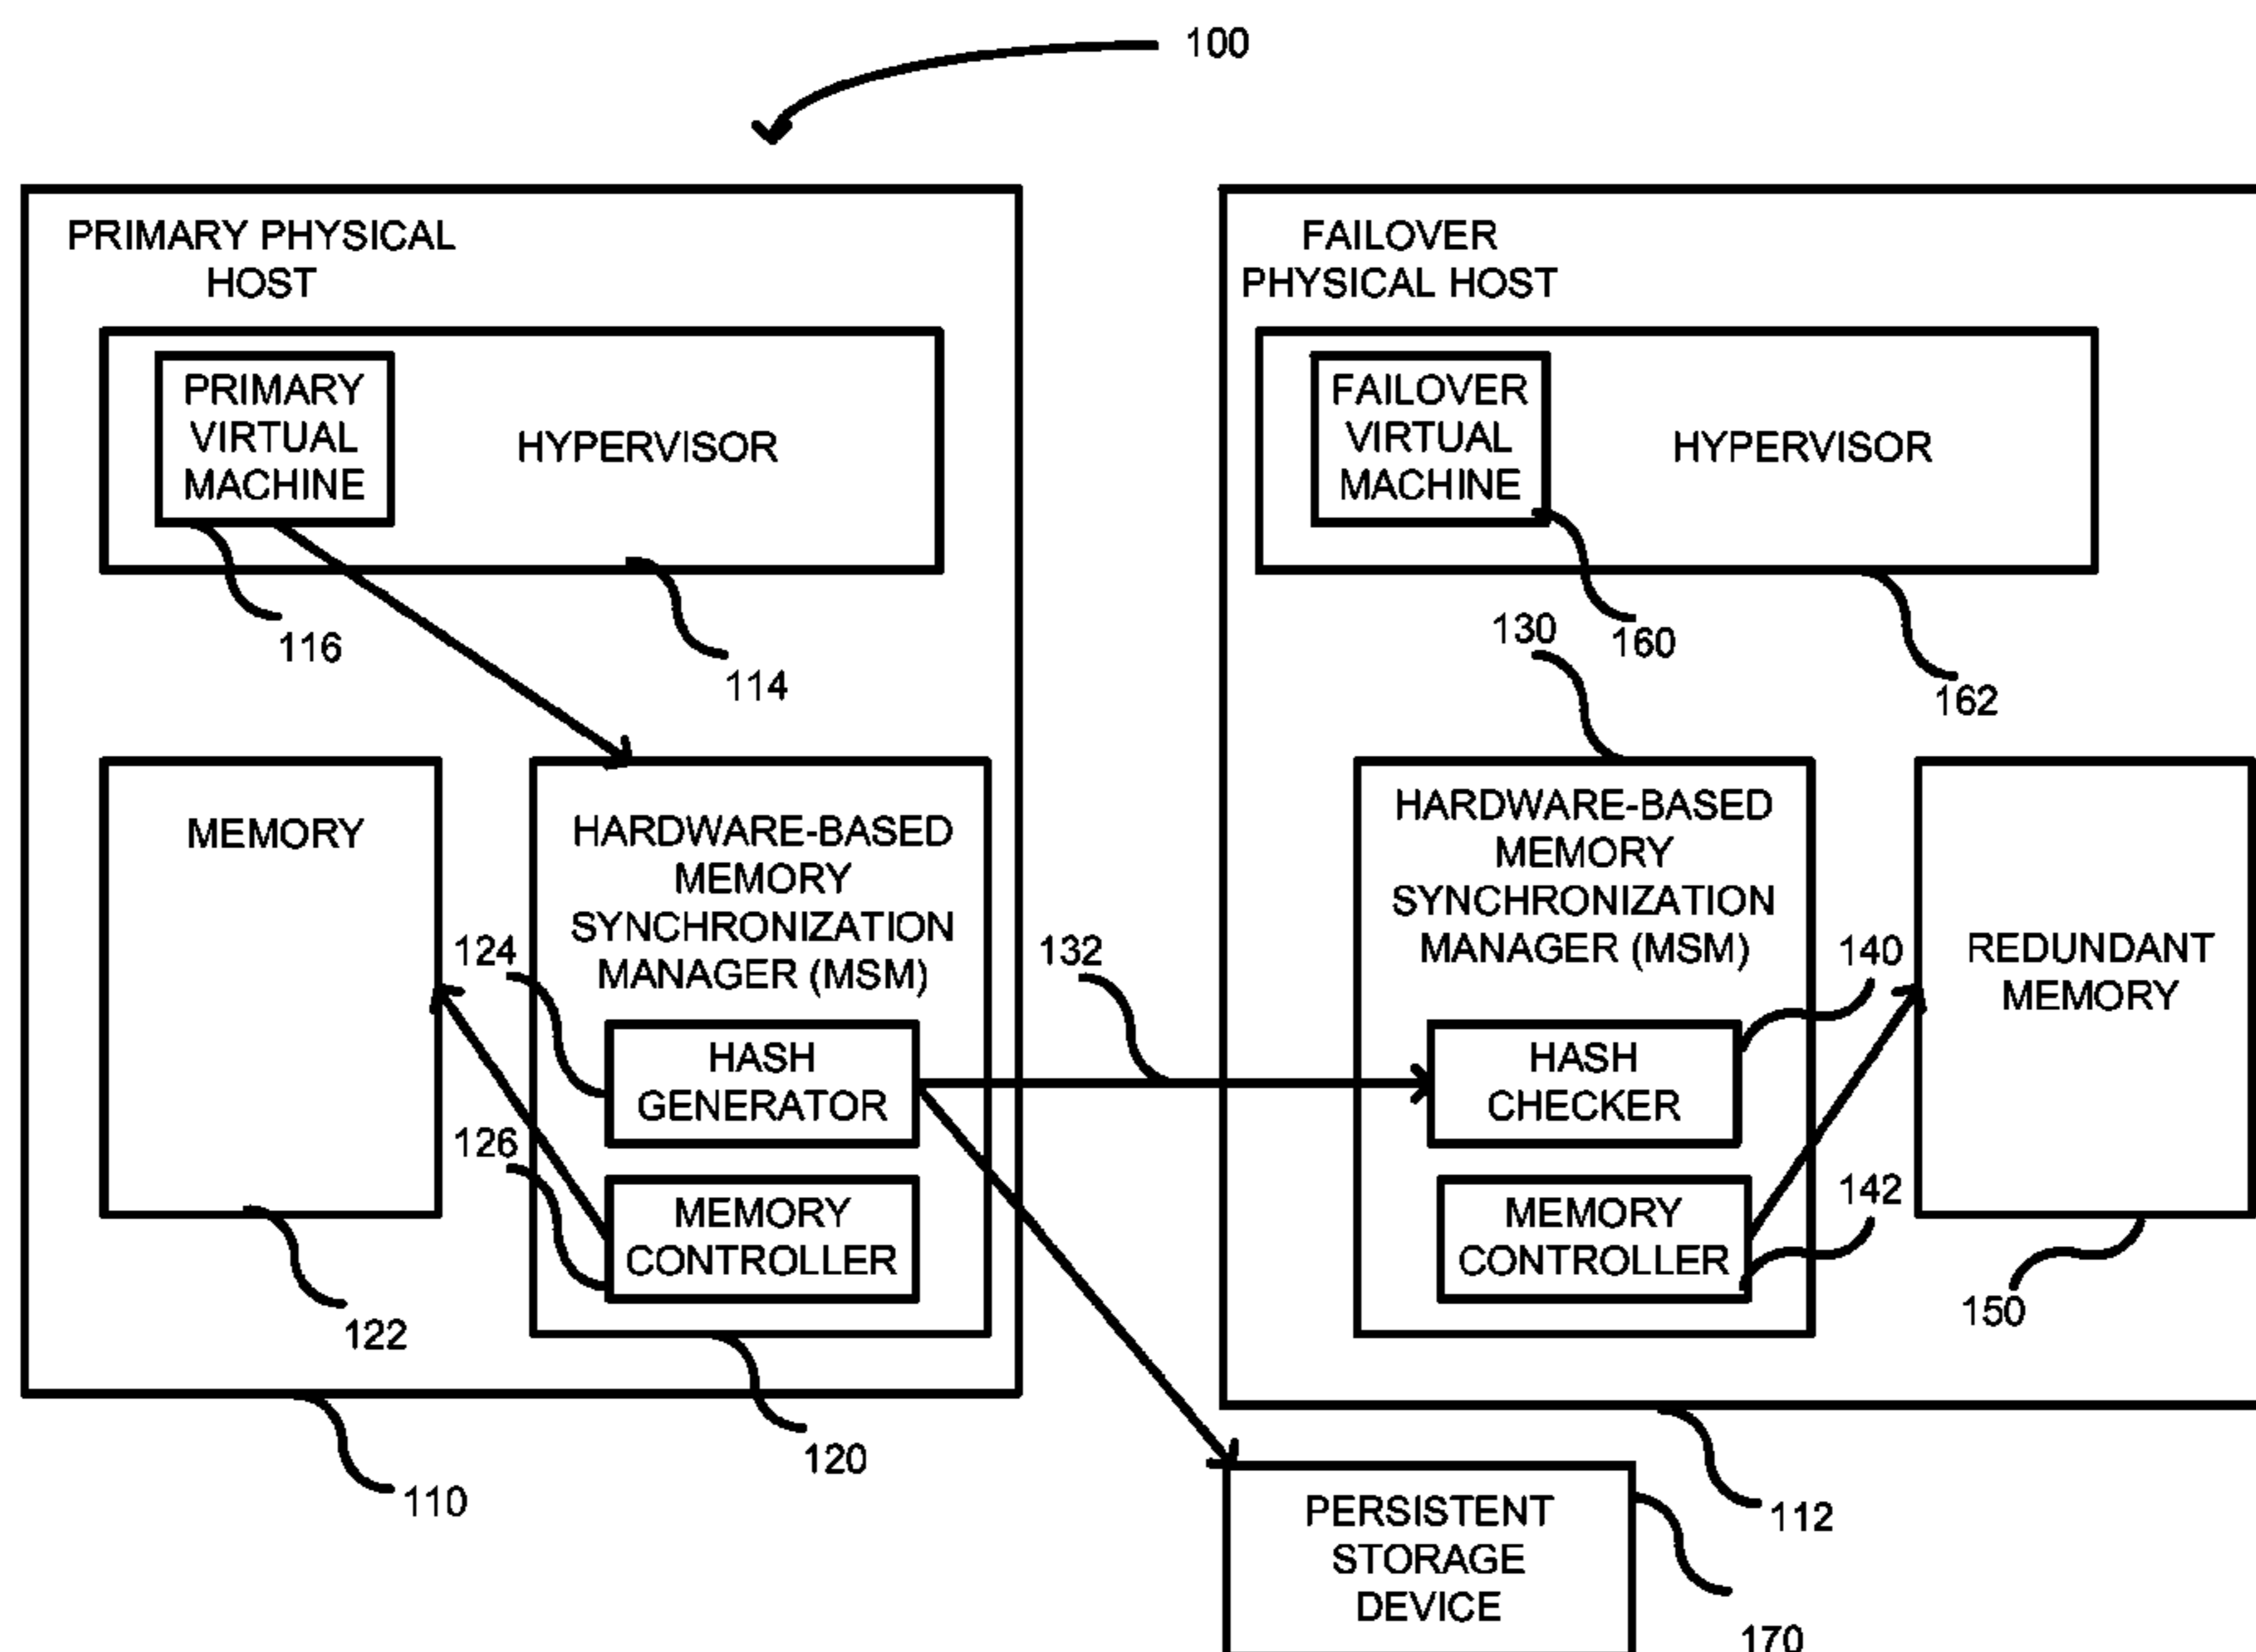 100
PRIMARY PHYSICAL
HOST
PRIMARY
VIRTUAL
MACHINE
HYPERVISOR
116
114
MEMORY
HARDWARE-BASED
MEMORY
SYNCHRONIZATION
MANAGER (MSM)
124
HASH
GENERATOR
126
MEMORY
CONTROLLER
122
120
110
132
FAILOVER
PHYSICAL HOST
FAILOVER
VIRTUAL
MACHINE
HYPERVISOR
130
160
162
HARDWARE-BASED
MEMORY
SYNCHRONIZATION
MANAGER (MSM)
140
REDUNDANT
MEMORY
HASH
CHECKER
142
MEMORY
CONTROLLER
150
112
PERSISTENT
STORAGE
DEVICE
170